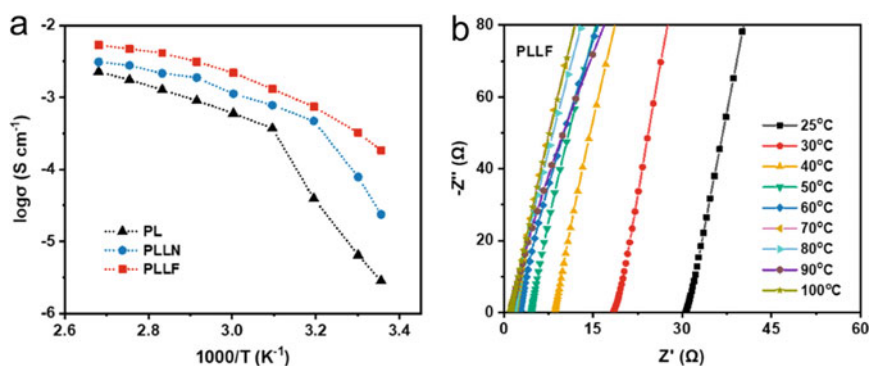 a
logσ (S cm⁻¹)
-2
-3
-4
-5
-6
PL
PLLN
PLLF
2.6 2.8 3.0 3.2 3.4
1000/T (K⁻¹)
b
-Z'' (Ω)
80
60
40
20
0
PLLF
25°C
30°C
40°C
50°C
60°C
70°C
80°C
90°C
100°C
0 15 30 45 60
Z' (Ω)